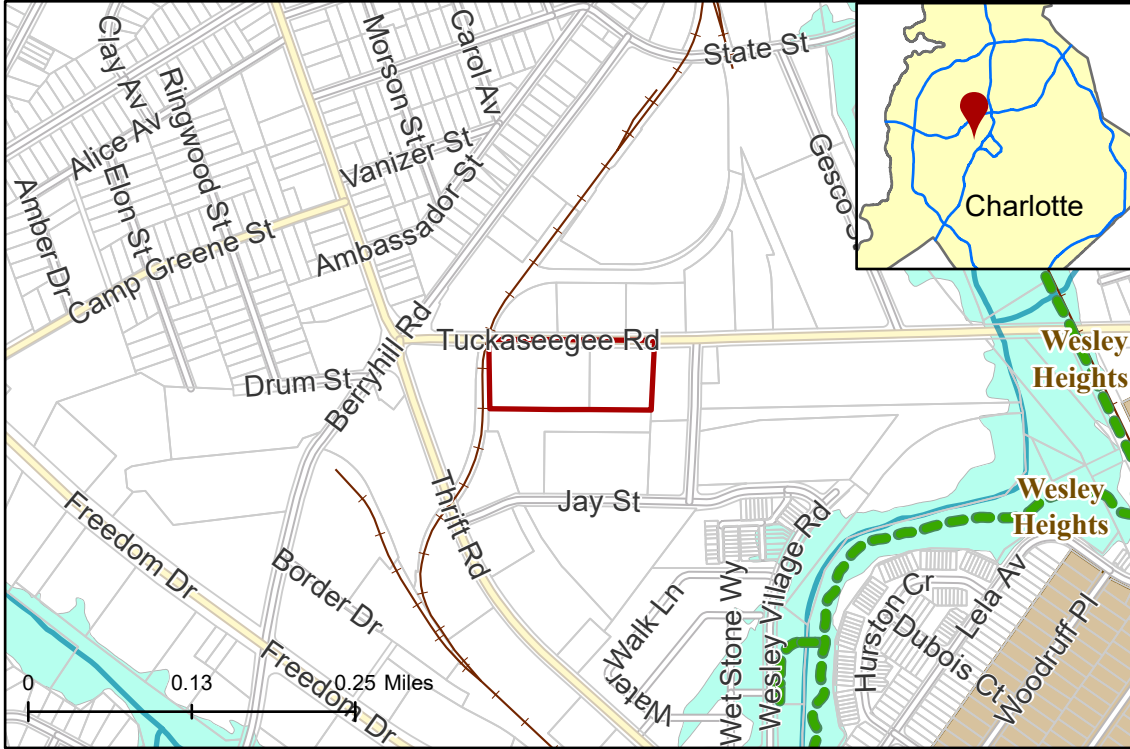 Clay Av
Morson St
Carol Av
State St
Ringwood St
Alice Av
Vanizer St
Elon St
Amber Dr
Ambassador St
Gesco S
Charlotte
Camp Greene St
Berryhill Rd
Tuckaseegee Rd
Wesley
Heights
Drum St
Thrift Rd
Jay St
Wesley
Heights
Freedom Dr
Border Dr
Walk Ln
Water
Wet Stone Wy
Wesley Village Rd
Hurston Cr
Dubois Ct
Lela Av
Woodruff Pl
Freedom Dr
0
0.13
0.25 Miles